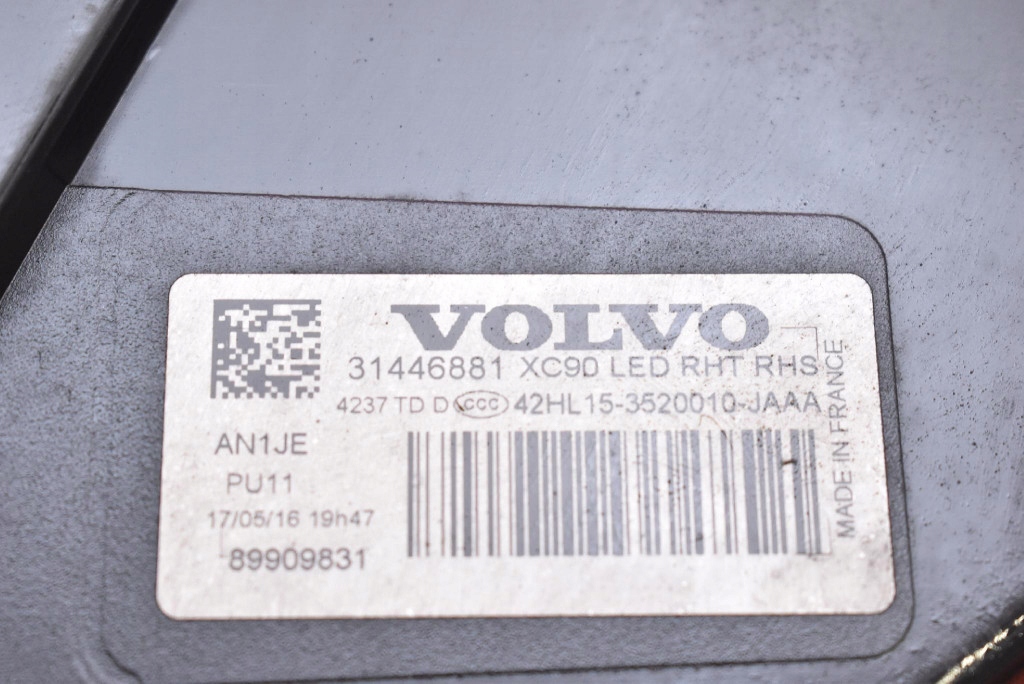 VOLVO
31446881 XC90 LED RHT RHS
4237 TD D CCC 42HL15-3520010-JAAA
AN1JE
PU11
17/05/16 19h47
89909831
MADE IN FRANCE